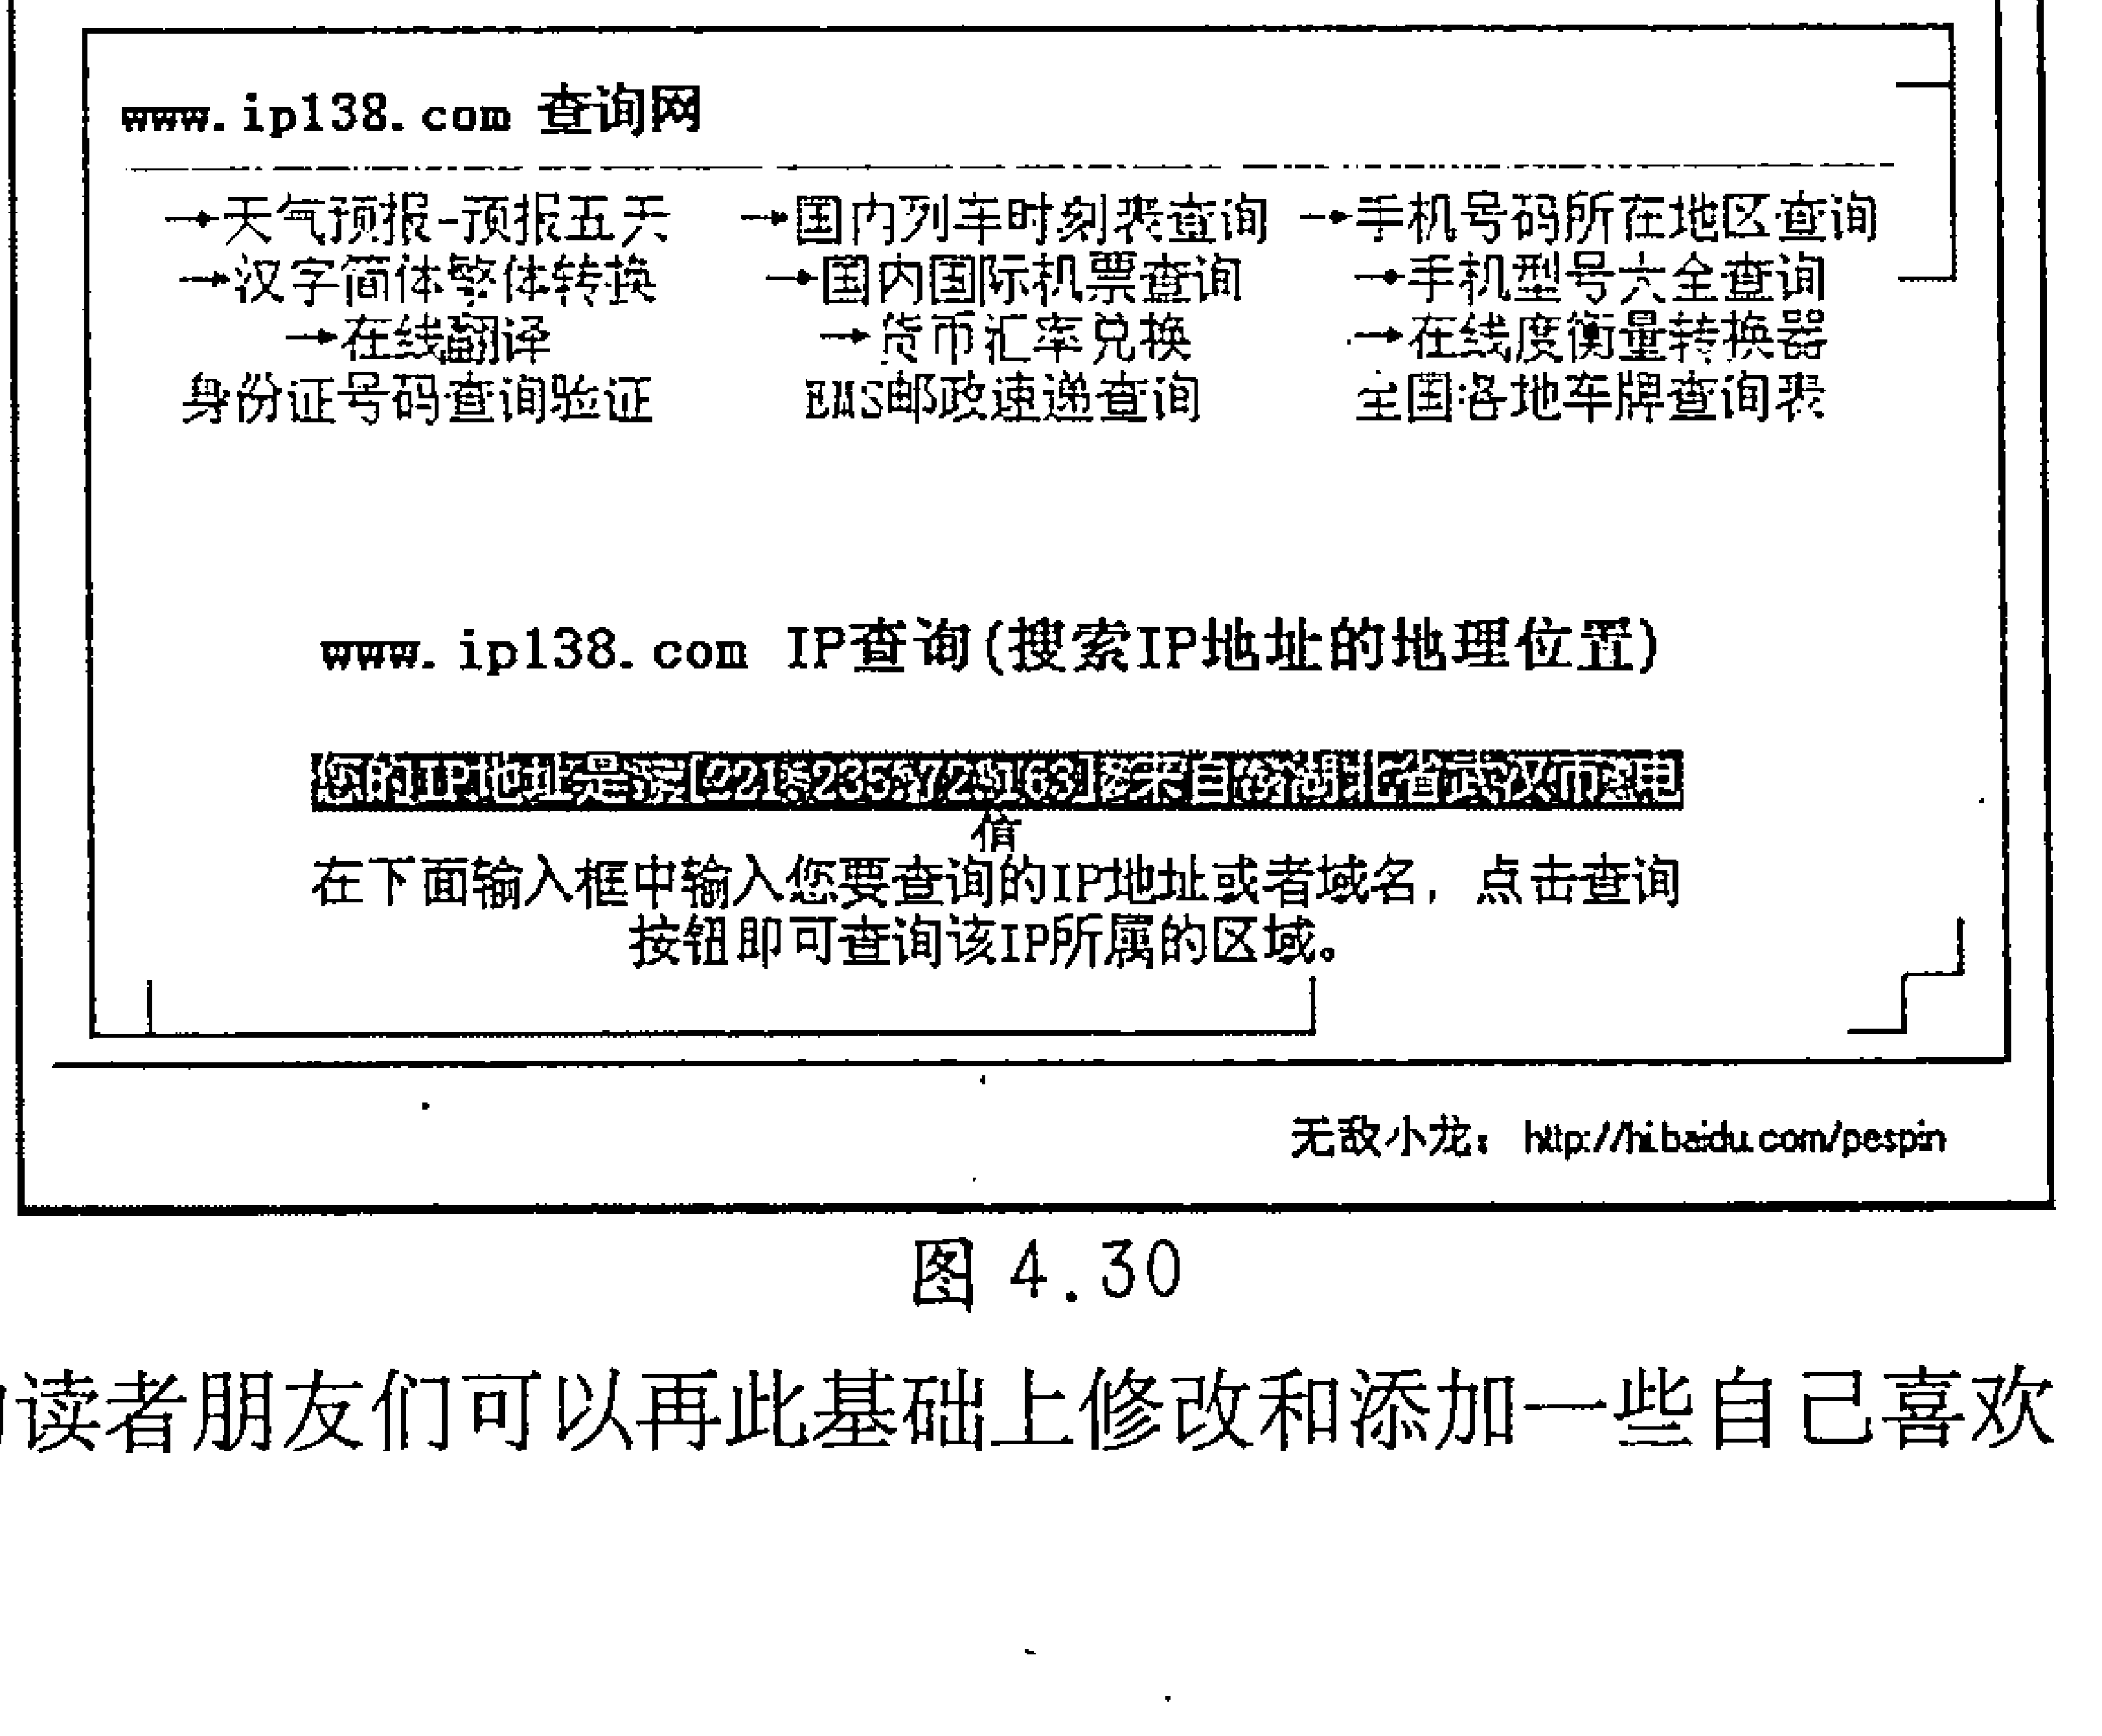 www.ip138.com 查询网
→天气预报-预报五天 →国内列车时刻表查询 →手机号码所在地区查询
→汉字简体繁体转换 →国内国际机票查询 →手机型号大全查询
→在线翻译 →货币汇率兑换 →在线度衡量转换器
身份证号码查询验证 EMS邮政速递查询 全国各地车牌查询表
www.ip138.com IP查询(搜索IP地址的地理位置)
您的IP地址是:[221.235.72.163] 来自:湖北省武汉市 电
信
在下面输入框中输入您要查询的IP地址或者域名，点击查询
按钮即可查询该IP所属的区域。
无敌小龙：http://hi.baidu.com/pespin
图 4.30
读者朋友们可以再此基础上修改和添加一些自己喜欢